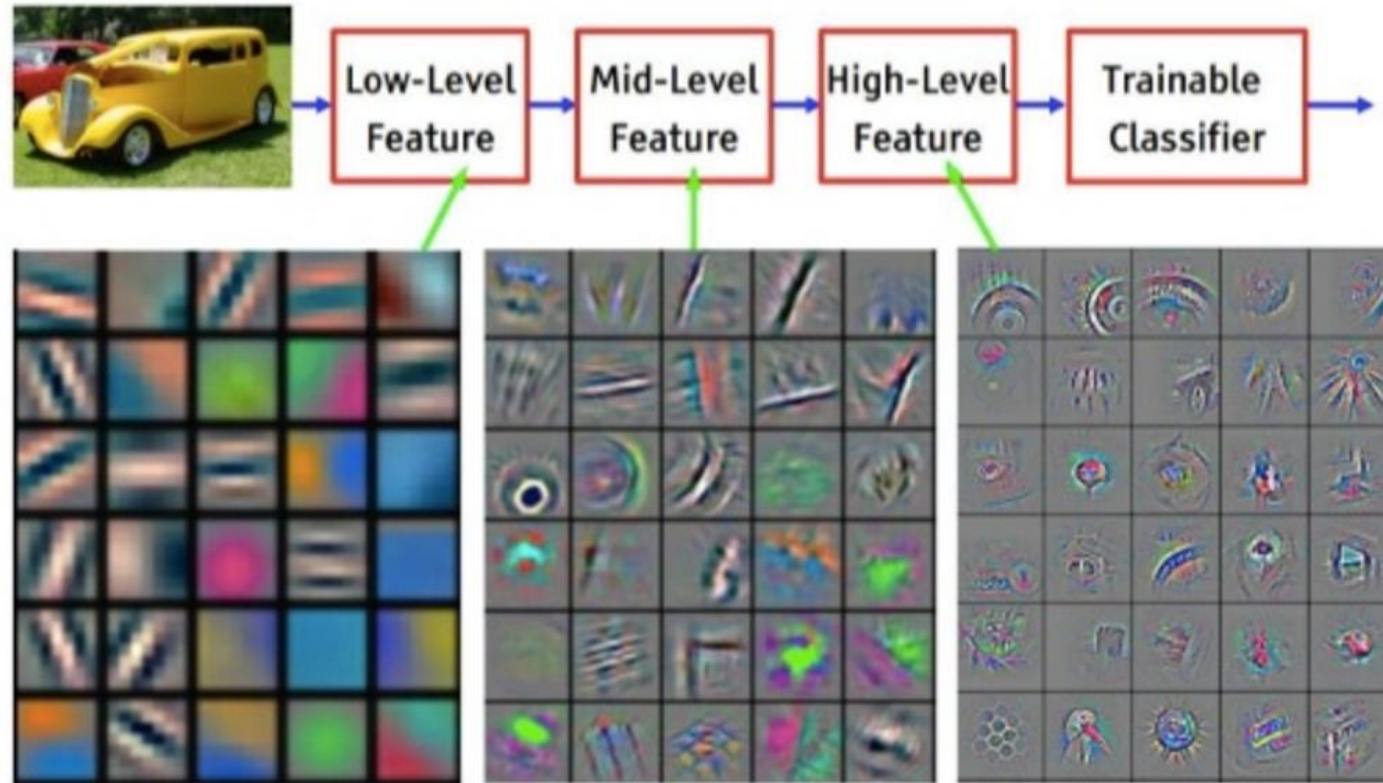 Low-Level
Feature
Mid-Level
Feature
High-Level
Feature
Trainable
Classifier